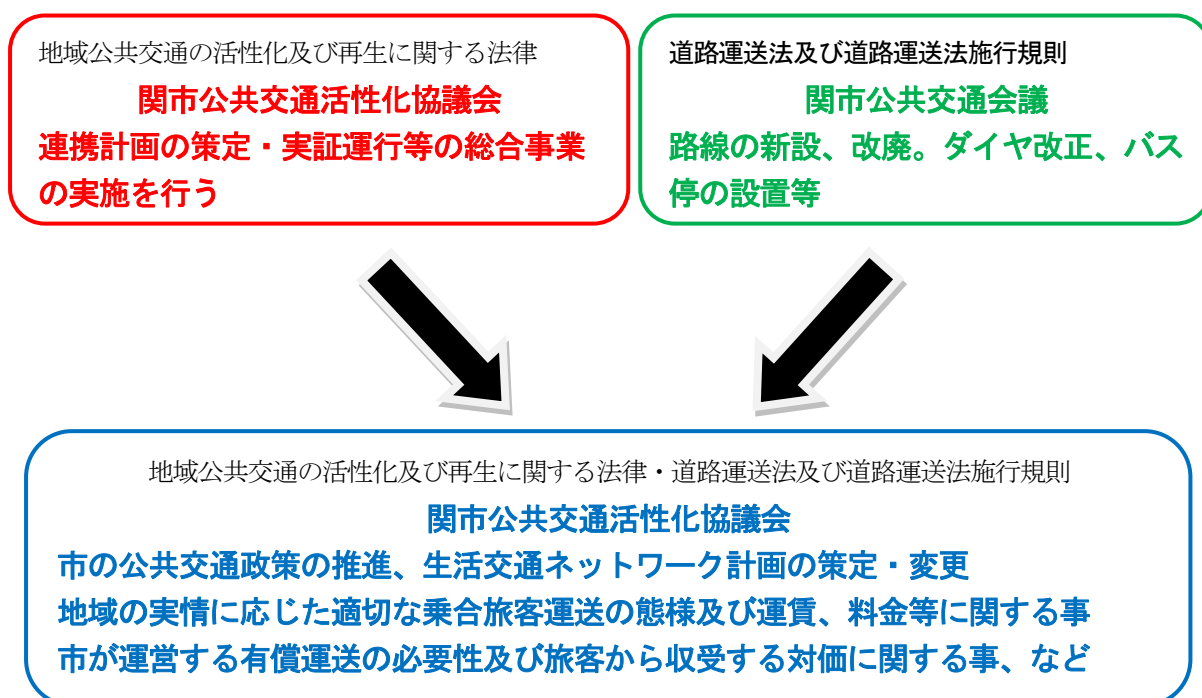 地域公共交通の活性化及び再生に関する法律
関市公共交通活性化協議会
連携計画の策定・実証運行等の総合事業
の実施を行う
道路運送法及び道路運送法施行規則
関市公共交通会議
路線の新設、改廃。ダイヤ改正、バス
停の設置等
地域公共交通の活性化及び再生に関する法律・道路運送法及び道路運送法施行規則
関市公共交通活性化協議会
市の公共交通政策の推進、生活交通ネットワーク計画の策定・変更
地域の実情に応じた適切な乗合旅客運送の態様及び運賃、料金等に関する事
市が運営する有償運送の必要性及び旅客から収受する対価に関する事、など